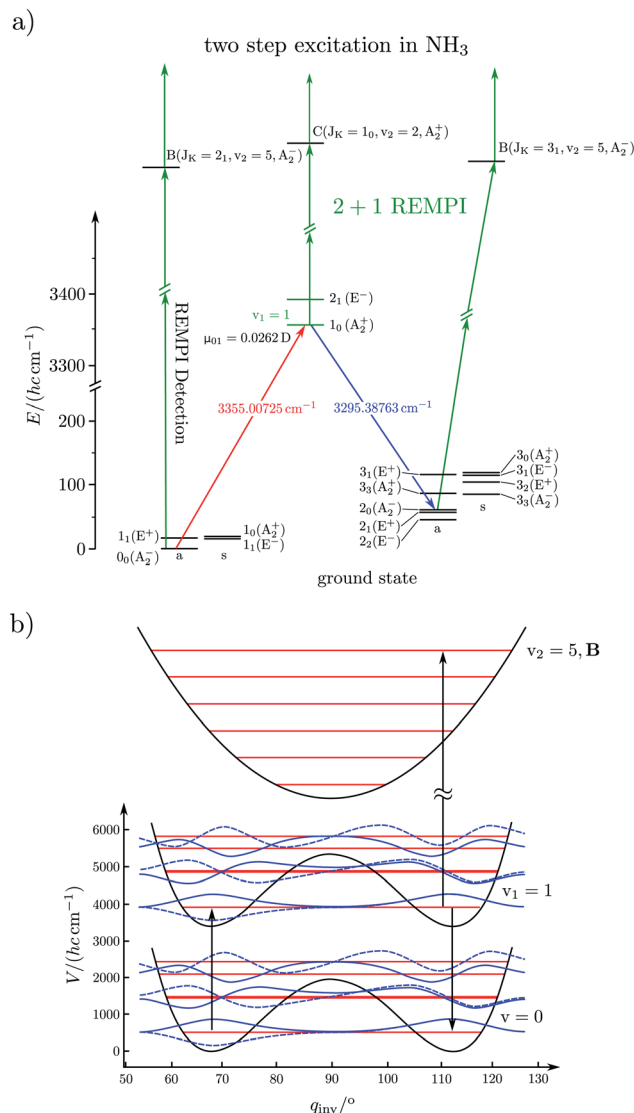 a)
two step excitation in NH₃
C(J_K = 1₀, v₂ = 2, A₂⁺)
B(J_K = 2₁, v₂ = 5, A₂⁻)
B(J_K = 3₁, v₂ = 5, A₂⁻)
2 + 1 REMPI
REMPI Detection
E/(hc cm⁻¹)
3400
3300
200
100
0
2₁(E⁻)
v₁ = 1
1₀(A₂⁺)
μ₀₁ = 0.0262 D
3355.00725 cm⁻¹
3295.38763 cm⁻¹
3₁(E⁺)
3₃(A₂⁺)
2₀(A₂⁻)
2₁(E⁺)
2₂(E⁻)
a
3₀(A₂⁺)
3₁(E⁻)
3₂(E⁺)
3₃(A₂⁻)
s
1₁(E⁺)
0₀(A₂⁻)
a
s
1₀(A₂⁺)
1₁(E⁻)
ground state
b)
v₂ = 5, B
V/(hc cm⁻¹)
6000
5000
4000
3000
2000
1000
0
v₁ = 1
v = 0
50 60 70 80 90 100 110 120 130
q_inv/°